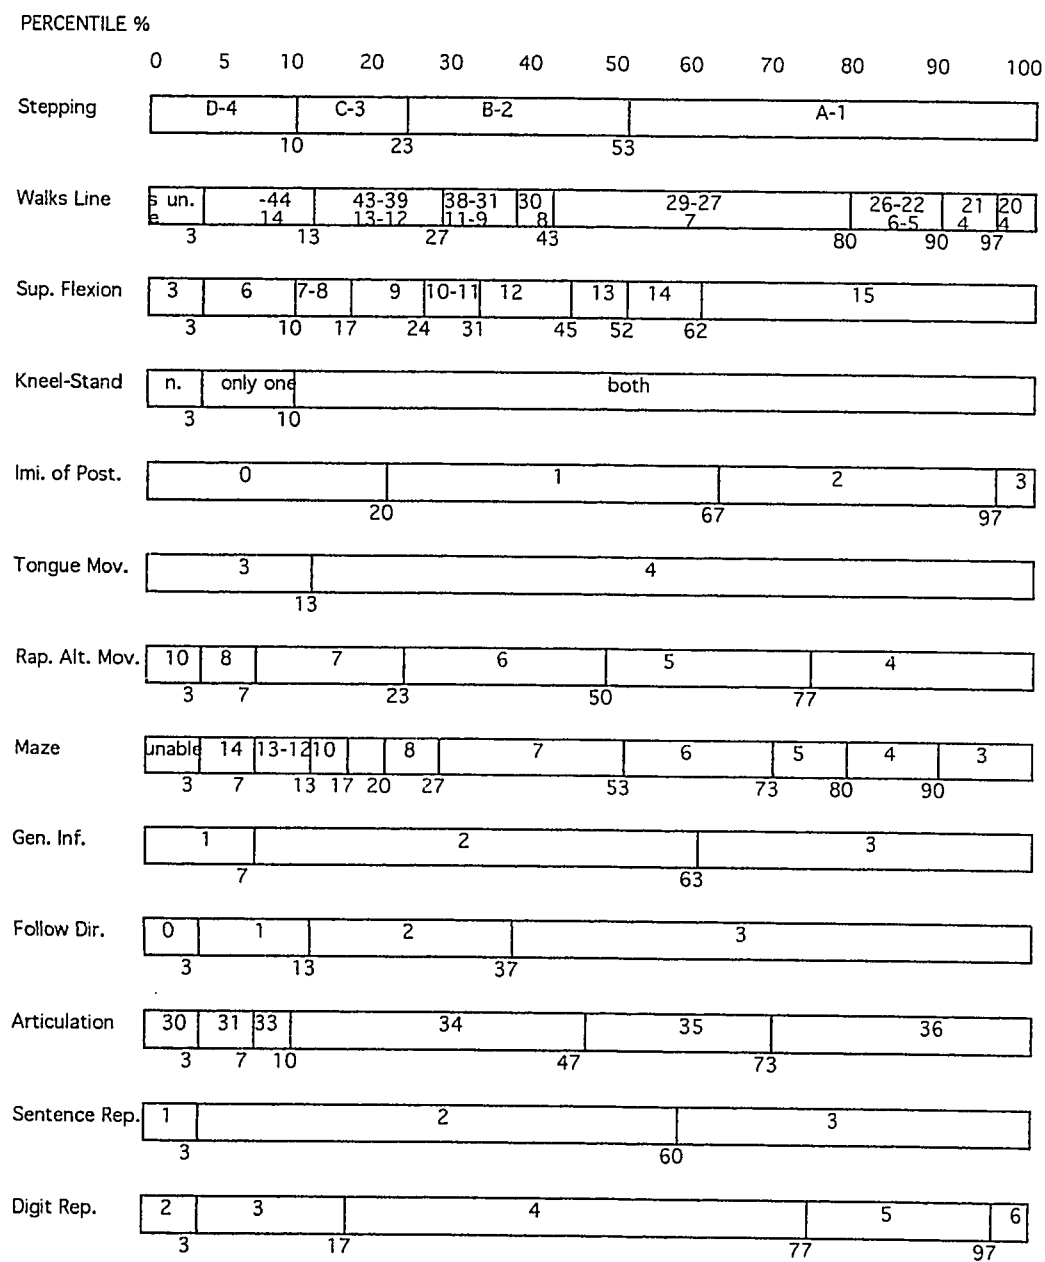 PERCENTILE %
0 5 10 20 30 40 50 60 70 80 90 100
Stepping D-4 C-3 B-2 A-1
10 23 53
Walks Line s un. -44 43-39 38-31 30 29-27 26-22 21 20
e 14 13-12 11-9 8 7 6-5 4 4
3 13 27 43 80 90 97
Sup. Flexion 3 6 7-8 9 10-11 12 13 14 15
3 10 17 24 31 45 52 62
Kneel-Stand n. only one both
3 10
Imi. of Post. 0 1 2 3
20 67 97
Tongue Mov. 3 4
13
Rap. Alt. Mov. 10 8 7 6 5 4
3 7 23 50 77
Maze unable 14 13-12 10 8 7 6 5 4 3
3 7 13 17 20 27 53 73 80 90
Gen. Inf. 1 2 3
7 63
Follow Dir. 0 1 2 3
3 13 37
Articulation 30 31 33 34 35 36
3 7 10 47 73
Sentence Rep. 1 2 3
3 60
Digit Rep. 2 3 4 5 6
3 17 77 97